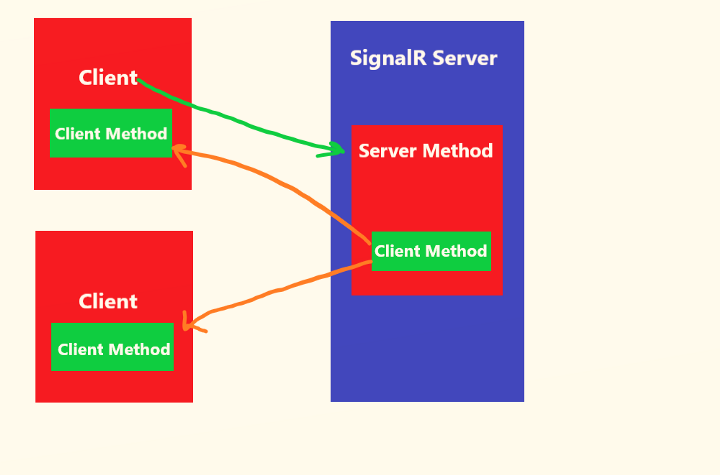 Client
Client Method
SignalR Server
Server Method
Client Method
Client
Client Method